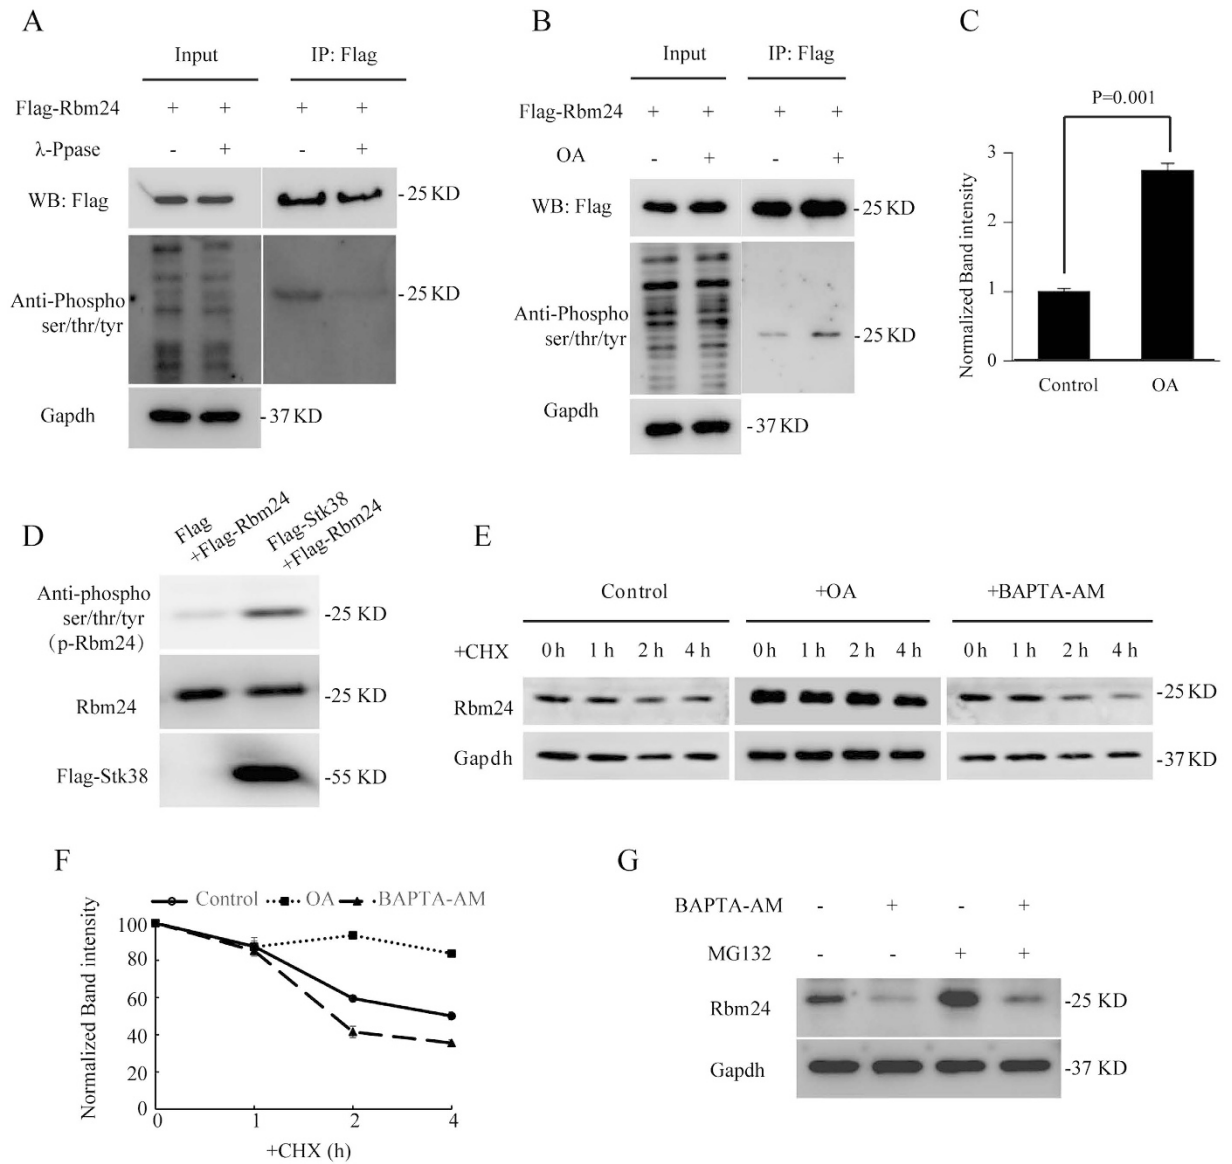 A
Input IP: Flag
Flag-Rbm24 + + + +
λ-Ppase - + - +
WB: Flag -25 KD
Anti-Phospho
ser/thr/tyr -25 KD
Gapdh -37 KD
B
Input IP: Flag
Flag-Rbm24 + + + +
OA - + - +
WB: Flag -25 KD
Anti-Phospho
ser/thr/tyr -25 KD
Gapdh -37 KD
C
P=0.001
Normalized Band intensity
3
2
1
0
Control OA
D
Flag
+Flag-Rbm24
Flag-Stk38
+Flag-Rbm24
Anti-phospho
ser/thr/tyr
(p-Rbm24) -25 KD
Rbm24 -25 KD
Flag-Stk38 -55 KD
E
Control +OA +BAPTA-AM
+CHX 0 h 1 h 2 h 4 h 0 h 1 h 2 h 4 h 0 h 1 h 2 h 4 h
Rbm24 -25 KD
Gapdh -37 KD
F
Control OA BAPTA-AM
Normalized Band intensity
100
80
60
40
20
0
0 1 2 4
+CHX (h)
G
BAPTA-AM - + - +
MG132 - - + +
Rbm24 -25 KD
Gapdh -37 KD